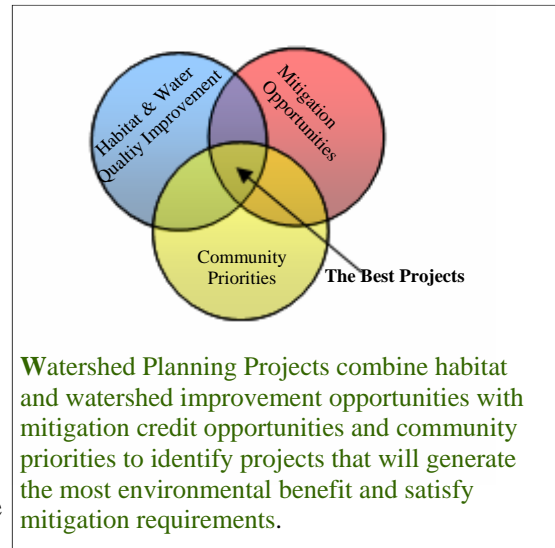 Habitat & Water
Qualtiy Improvement
Mitigation
Opportunities
Community
Priorities
The Best Projects
Watershed Planning Projects combine habitat
and watershed improvement opportunities with
mitigation credit opportunities and community
priorities to identify projects that will generate
the most environmental benefit and satisfy
mitigation requirements.